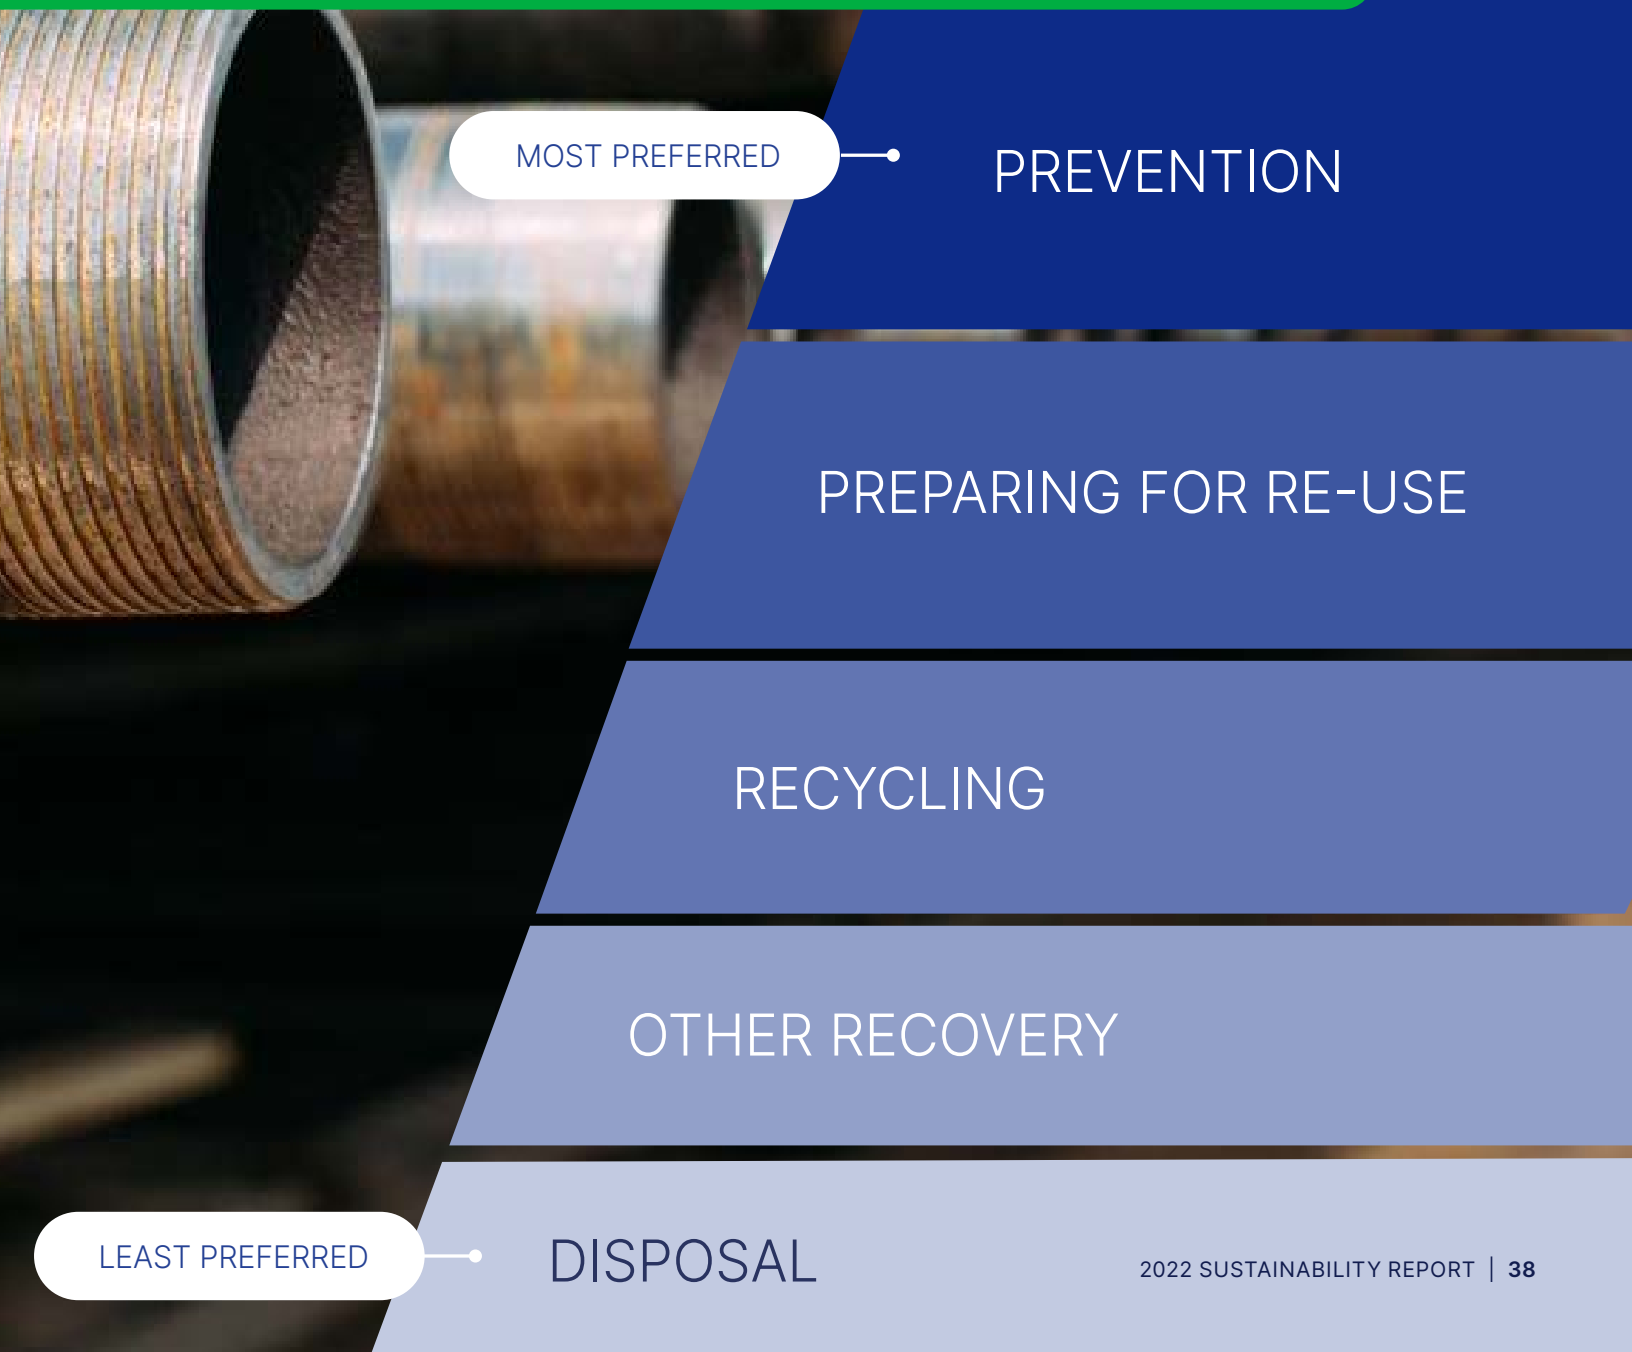 MOST PREFERRED
PREVENTION
PREPARING FOR RE-USE
RECYCLING
OTHER RECOVERY
LEAST PREFERRED
DISPOSAL
2022 SUSTAINABILITY REPORT | 38